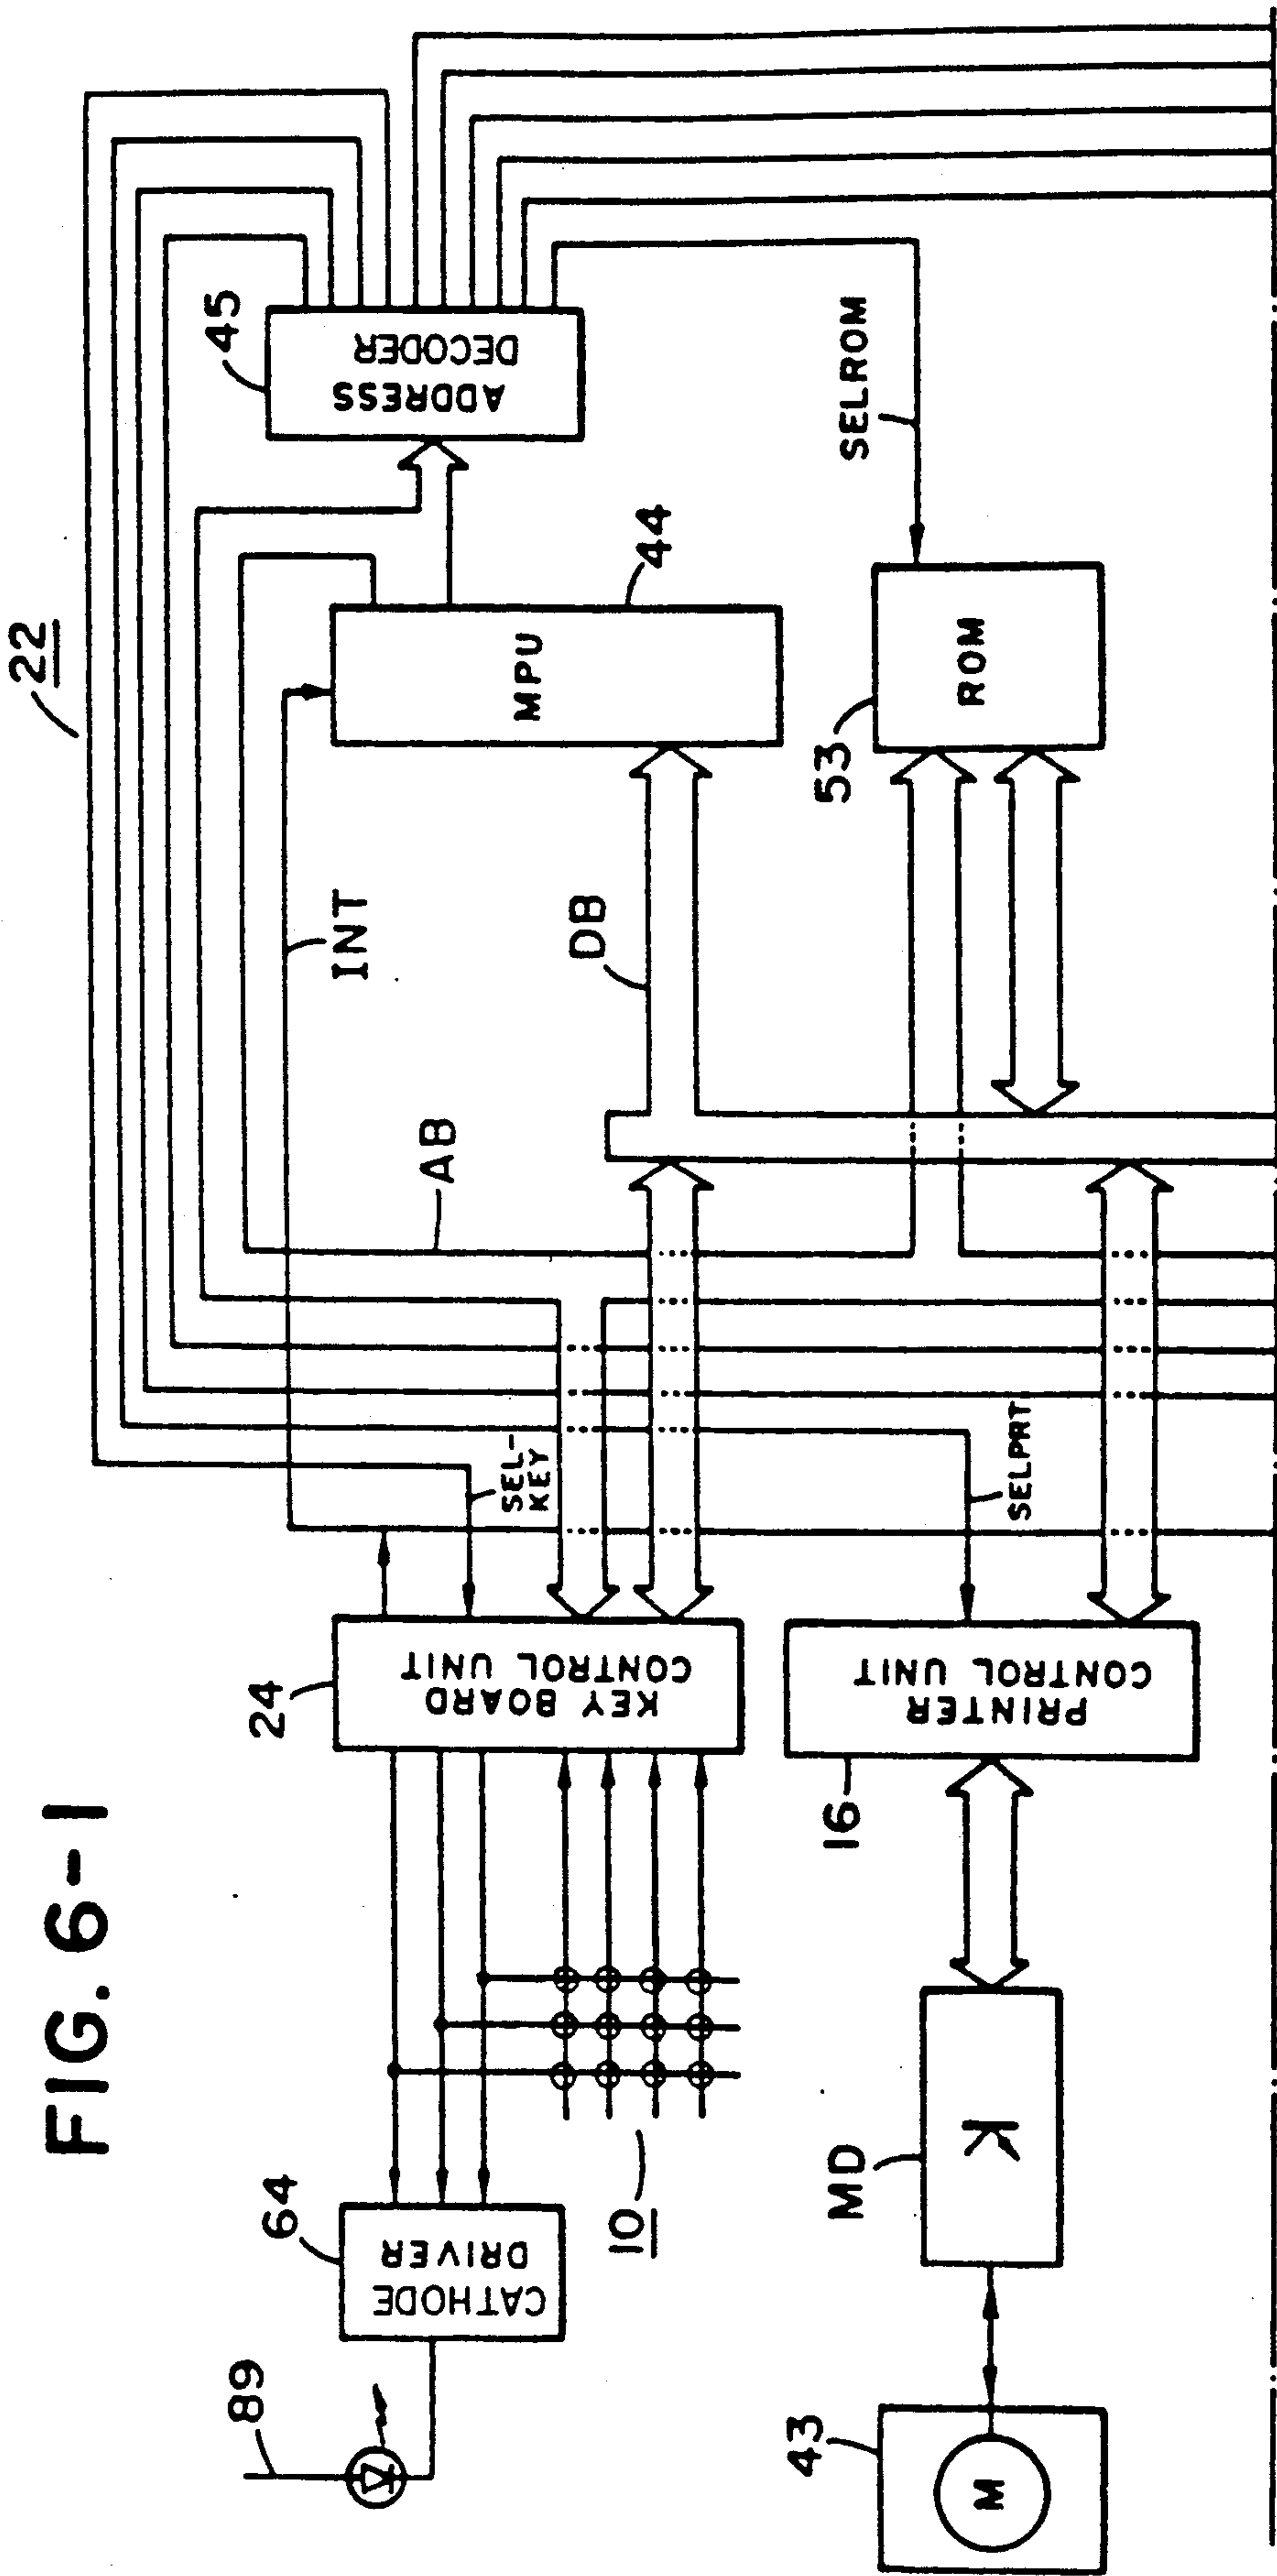 FIG. 6-1
22
45
ADDRESS
DECODER
INT
MPU
44
AB
DB
SELROM
53
ROM
24
KEY BOARD
CONTROL UNIT
SEL-
KEY
64
CATHODE
DRIVER
89
10
16
PRINTER
CONTROL UNIT
SELPRT
MD
43
M